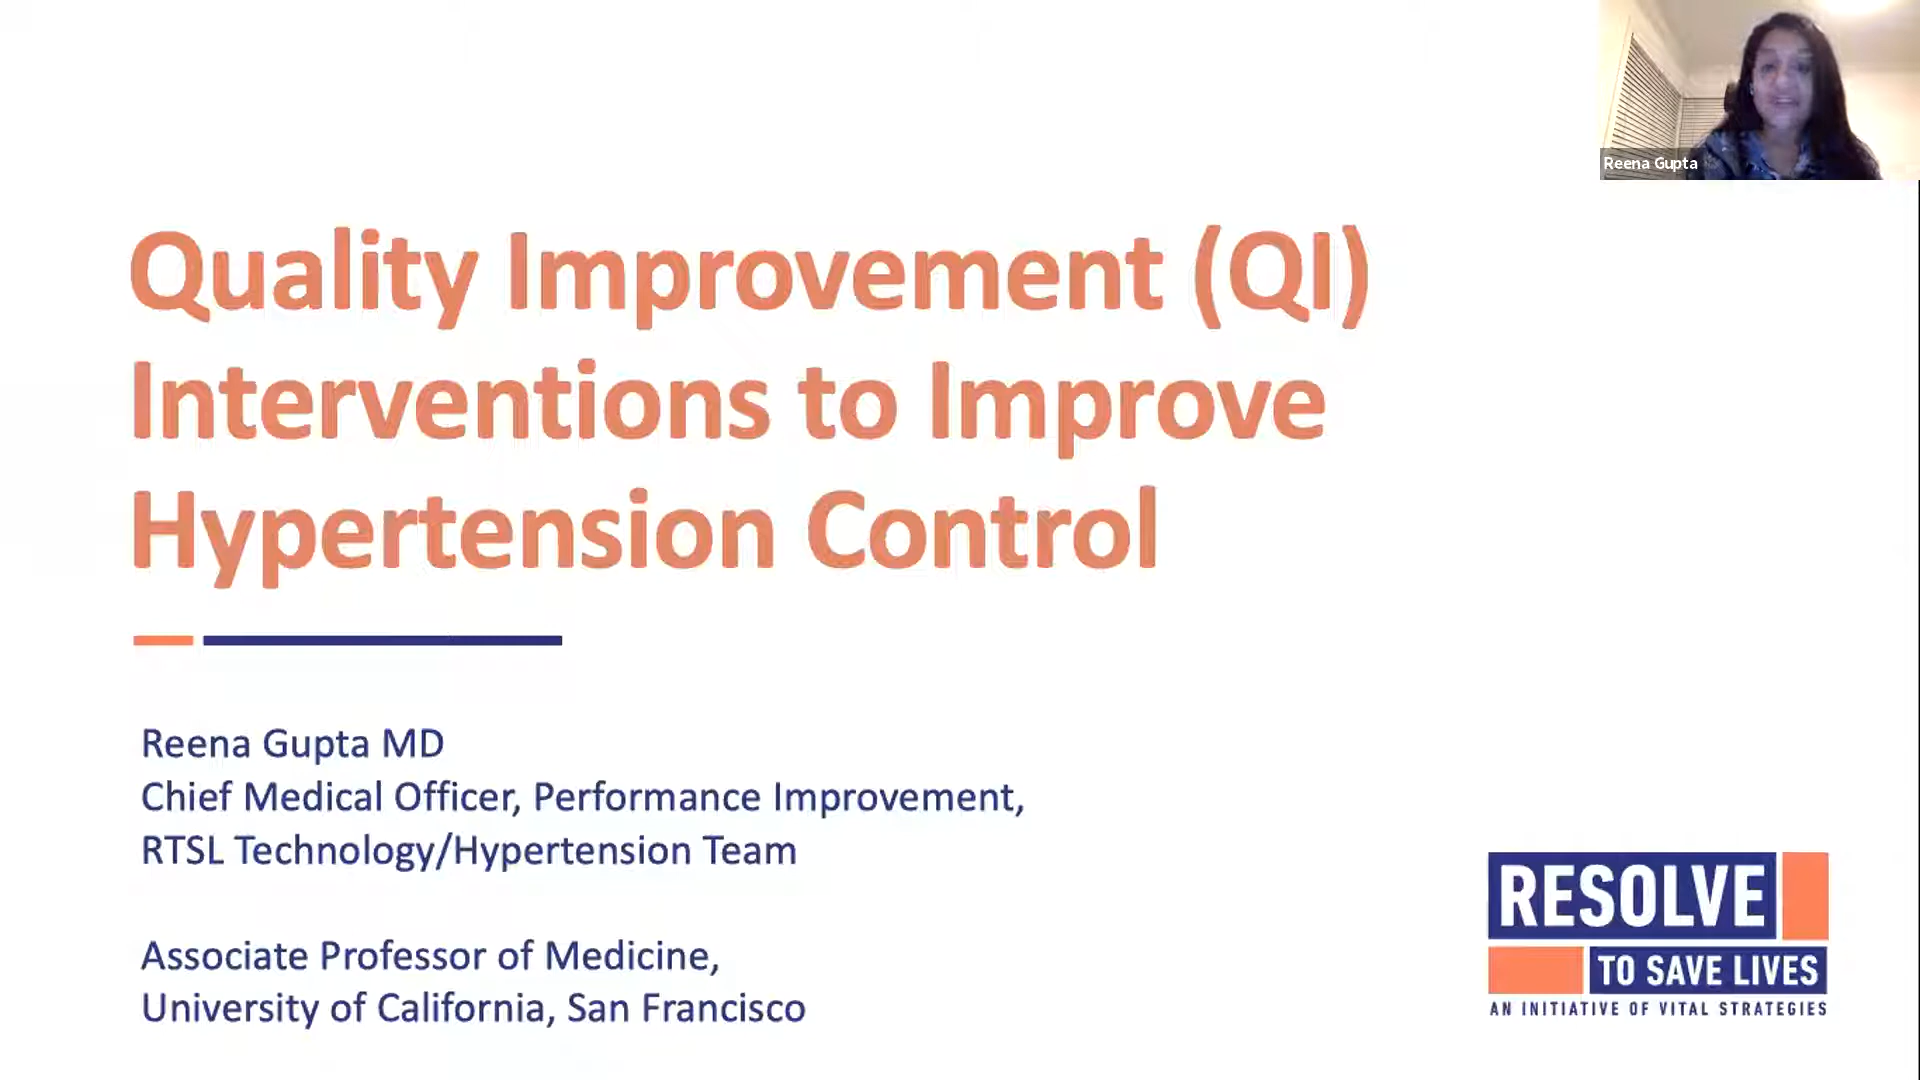 Reena Gupta
Quality Improvement (QI)
Interventions to Improve
Hypertension Control
Reena Gupta MD
Chief Medical Officer, Performance Improvement,
RTSL Technology/Hypertension Team
Associate Professor of Medicine,
University of California, San Francisco
RESOLVE
TO SAVE LIVES
AN INITIATIVE OF VITAL STRATEGIES